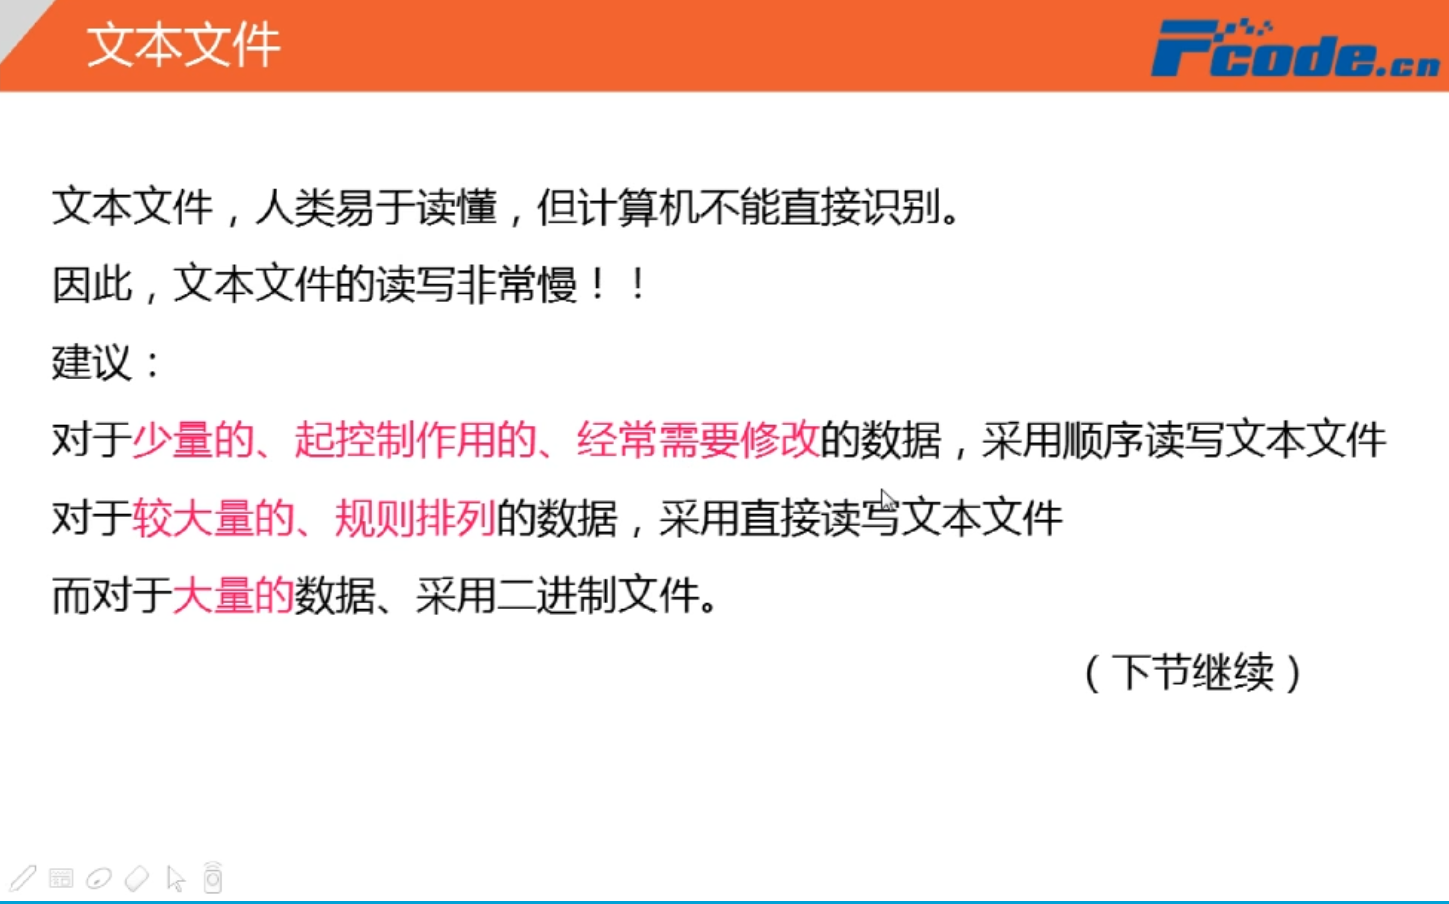 文本文件
Fcode.cn
文本文件，人类易于读懂，但计算机不能直接识别。
因此，文本文件的读写非常慢！！
建议：
对于少量的、起控制作用的、经常需要修改的数据，采用顺序读写文本文件
对于较大量的、规则排列的数据，采用直接读写文本文件
而对于大量的数据、采用二进制文件。
（下节继续）